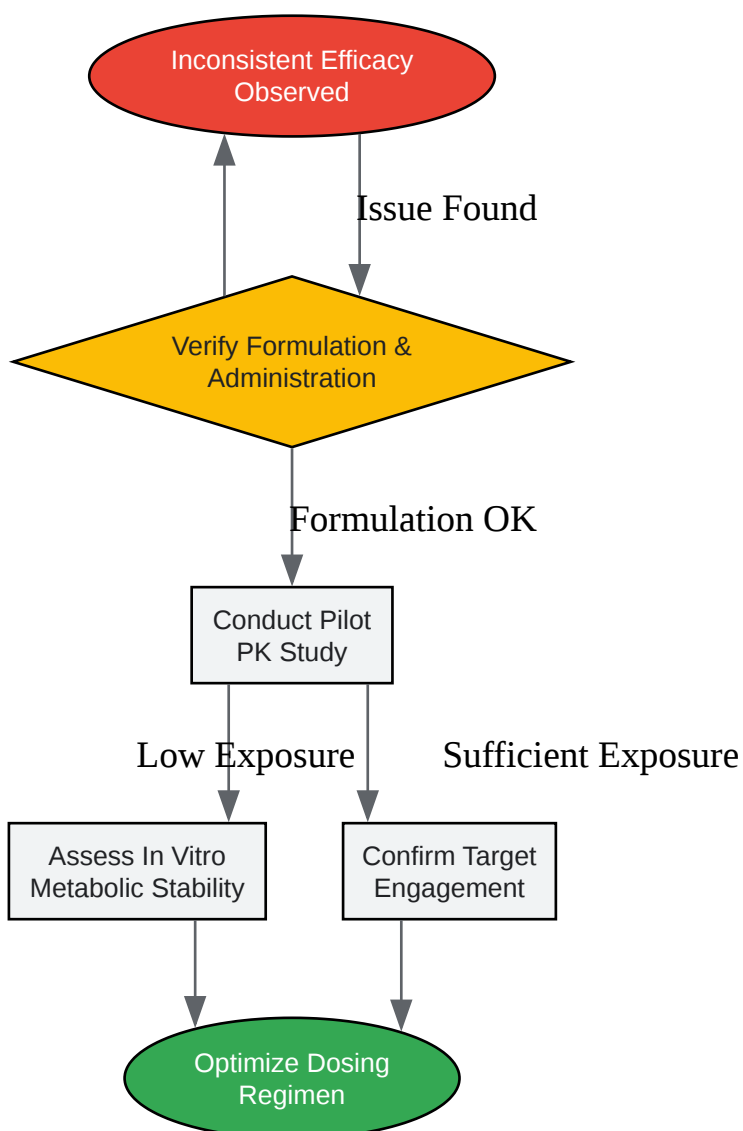 Inconsistent Efficacy
Observed
Issue Found
Verify Formulation &
Administration
Formulation OK
Conduct Pilot
PK Study
Low Exposure
Sufficient Exposure
Assess In Vitro
Metabolic Stability
Confirm Target
Engagement
Optimize Dosing
Regimen